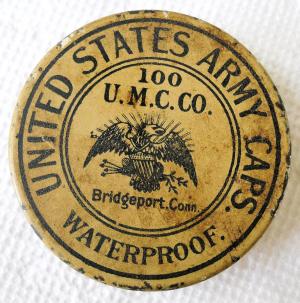 UNITED STATES ARMY CAPS.
100
U.M.C.CO.
Bridgeport.Conn.
WATERPROOF.